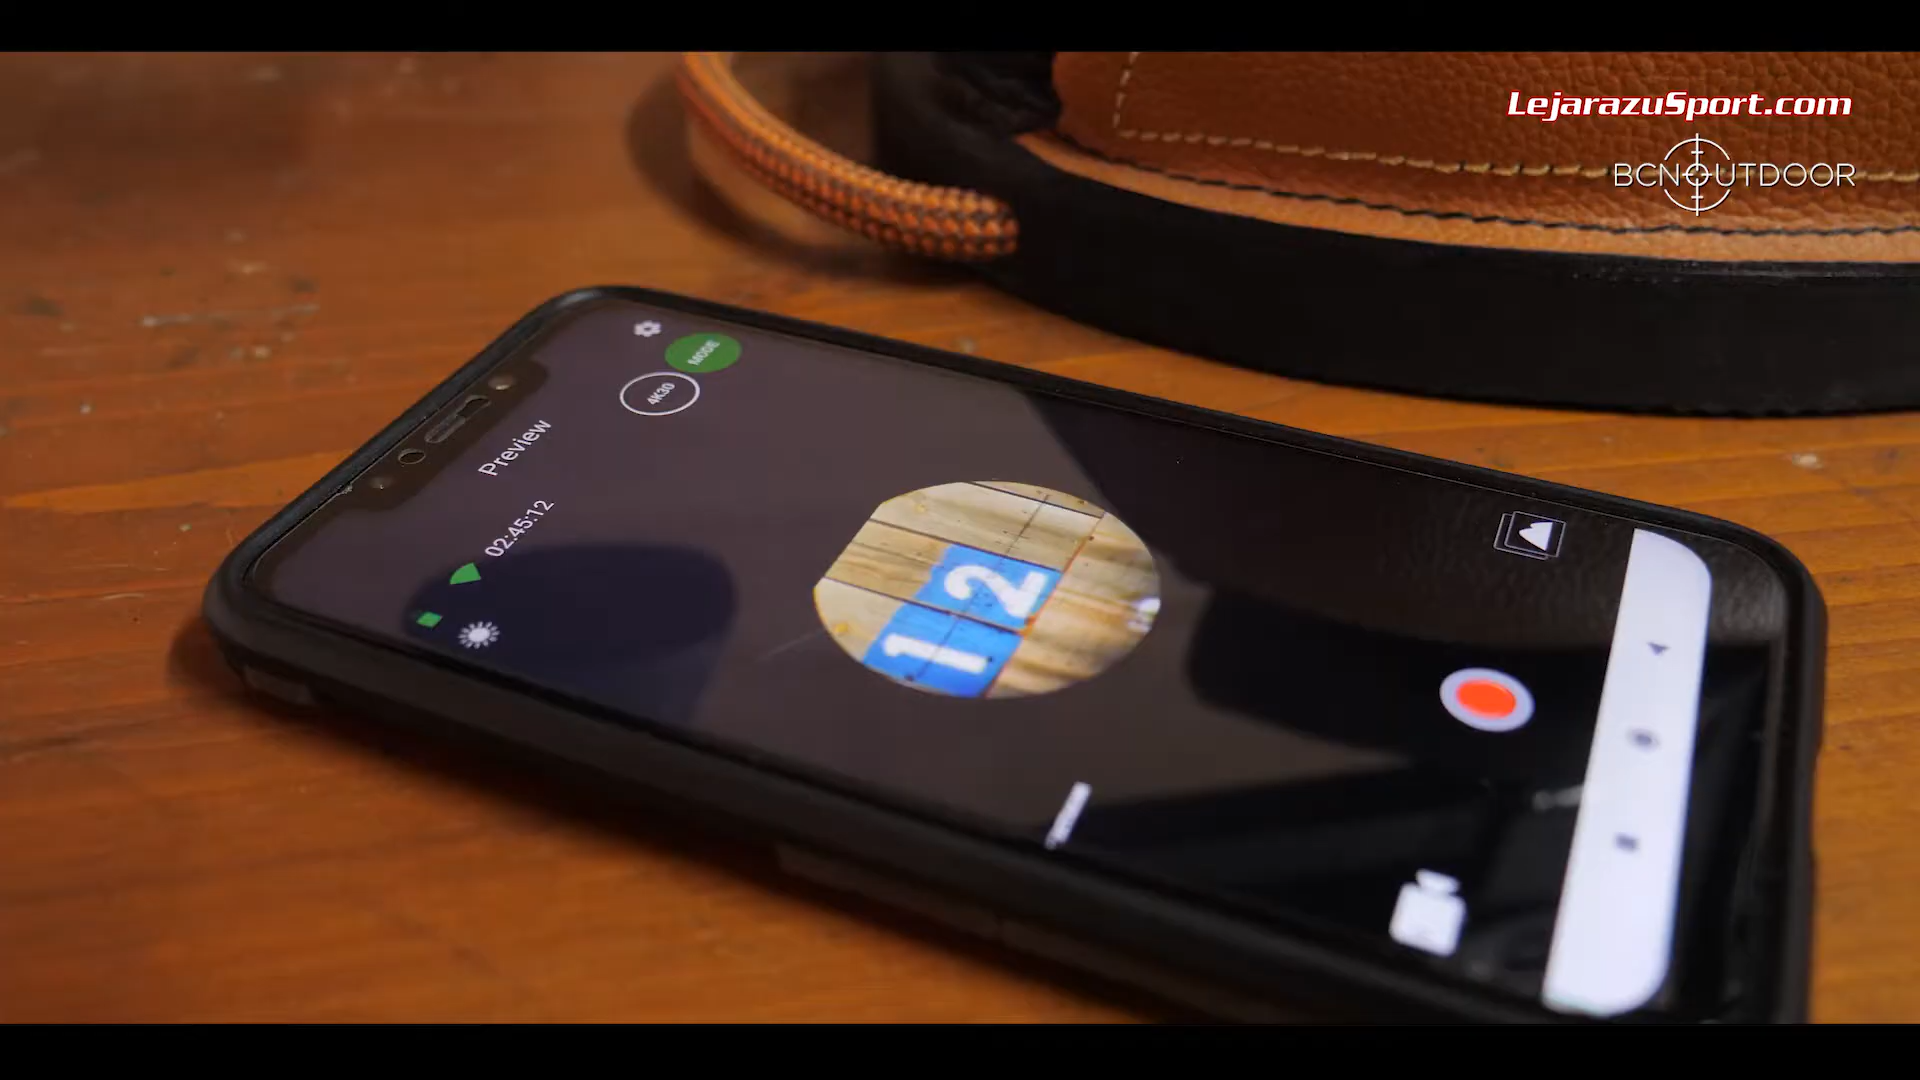 LejarazuSport.com
BCNOUTDOOR
MODE
4K30
Preview
02:45:12
12